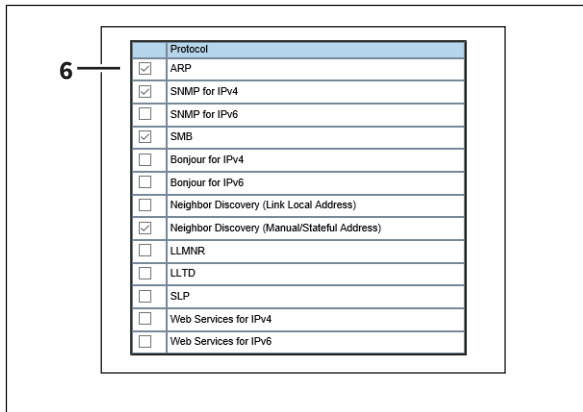 Protocol
6 ARP
SNMP for IPv4
SNMP for IPv6
SMB
Bonjour for IPv4
Bonjour for IPv6
Neighbor Discovery (Link Local Address)
Neighbor Discovery (Manual/Stateful Address)
LLMNR
LLTD
SLP
Web Services for IPv4
Web Services for IPv6